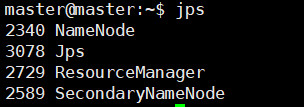 master@master:~$ jps
2340 NameNode
3078 Jps
2729 ResourceManager
2589 SecondaryNameNode